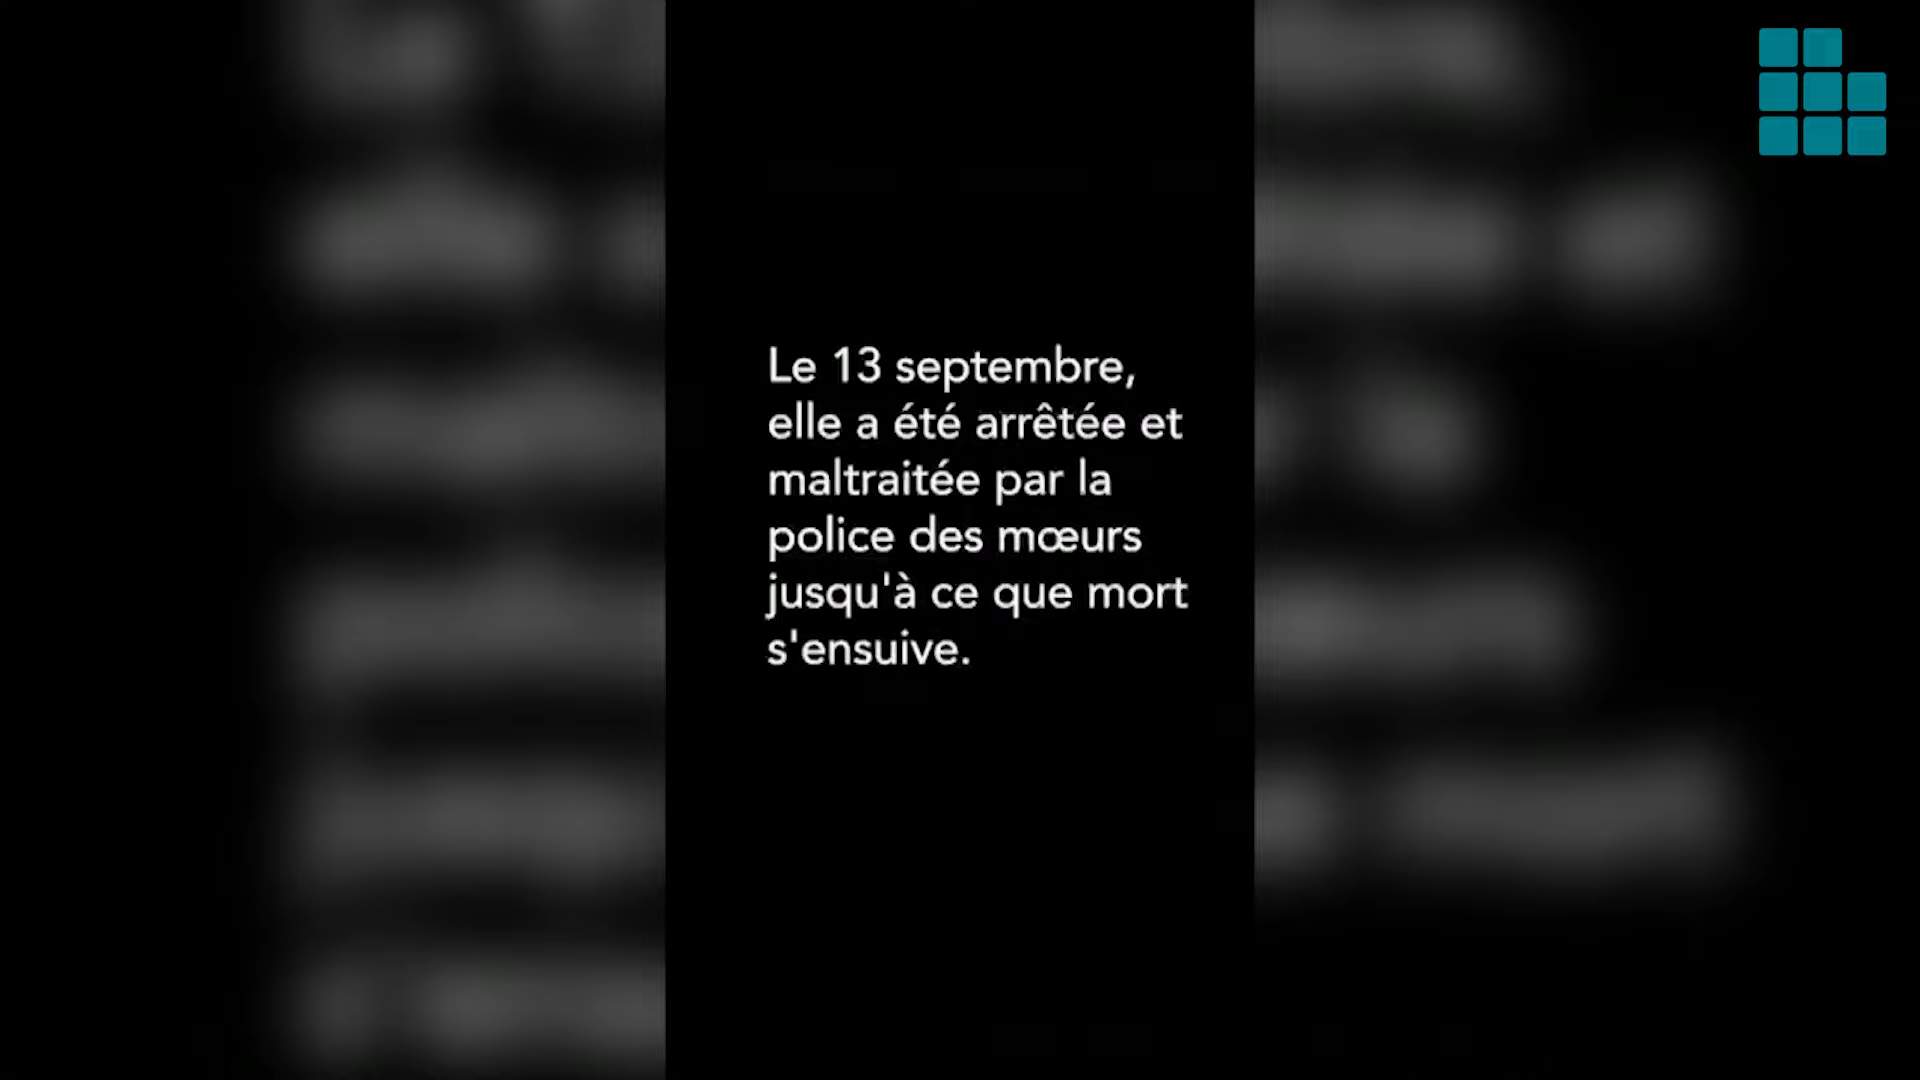 Le 13 septembre,
elle a été arrêtée et
maltraitée par la
police des mœurs
jusqu'à ce que mort
s'ensuive.